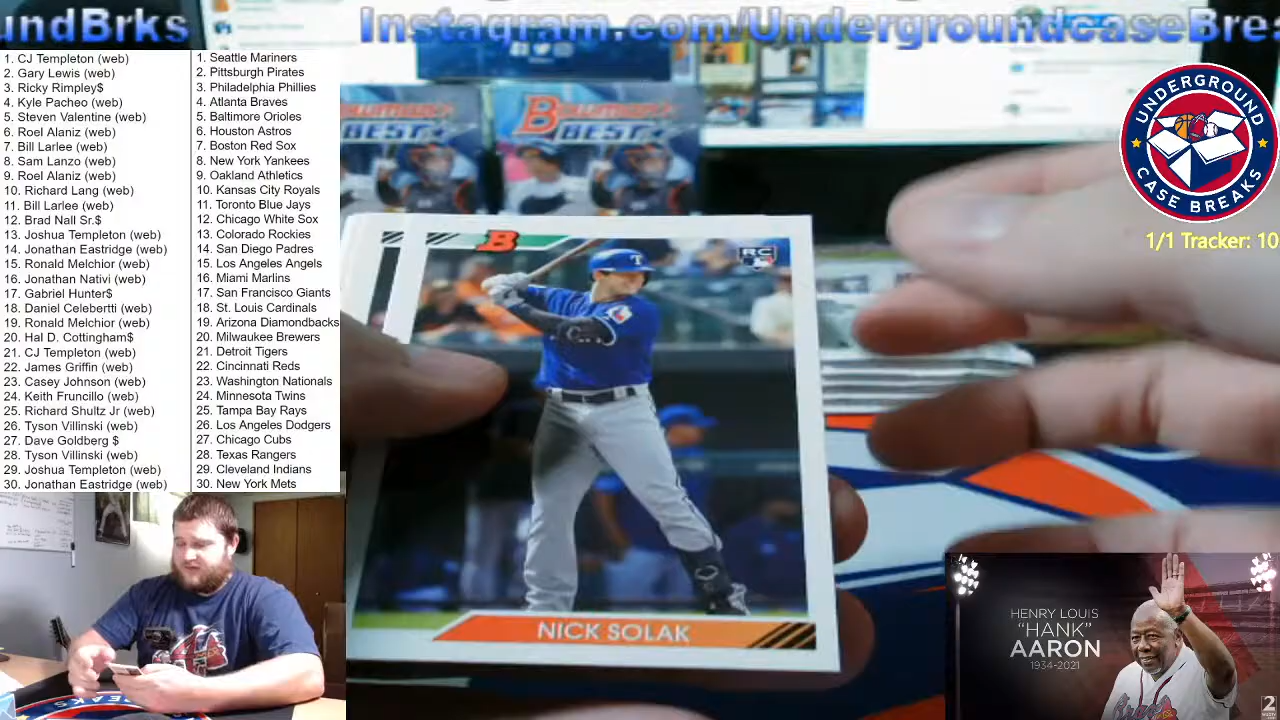 undBrks
Instagram.com/UndergroundcaseBrea
1. CJ Templeton (web)
2. Gary Lewis (web)
3. Ricky Rimpley$
4. Kyle Pacheo (web)
5. Steven Valentine (web)
6. Roel Alaniz (web)
7. Bill Larlee (web)
8. Sam Lanzo (web)
9. Roel Alaniz (web)
10. Richard Lang (web)
11. Bill Larlee (web)
12. Brad Nall Sr.$
13. Joshua Templeton (web)
14. Jonathan Eastridge (web)
15. Ronald Melchior (web)
16. Jonathan Nativi (web)
17. Gabriel Hunter$
18. Daniel Celebertti (web)
19. Ronald Melchior (web)
20. Hal D. Cottingham$
21. CJ Templeton (web)
22. James Griffin (web)
23. Casey Johnson (web)
24. Keith Fruncillo (web)
25. Richard Shultz Jr (web)
26. Tyson Villinski (web)
27. Dave Goldberg $
28. Tyson Villinski (web)
29. Joshua Templeton (web)
30. Jonathan Eastridge (web)
1. Seattle Mariners
2. Pittsburgh Pirates
3. Philadelphia Phillies
4. Atlanta Braves
5. Baltimore Orioles
6. Houston Astros
7. Boston Red Sox
8. New York Yankees
9. Oakland Athletics
10. Kansas City Royals
11. Toronto Blue Jays
12. Chicago White Sox
13. Colorado Rockies
14. San Diego Padres
15. Los Angeles Angels
16. Miami Marlins
17. San Francisco Giants
18. St. Louis Cardinals
19. Arizona Diamondbacks
20. Milwaukee Brewers
21. Detroit Tigers
22. Cincinnati Reds
23. Washington Nationals
24. Minnesota Twins
25. Tampa Bay Rays
26. Los Angeles Dodgers
27. Chicago Cubs
28. Texas Rangers
29. Cleveland Indians
30. New York Mets
BOWMAN'S
BEST
B
RC
T
NICK SOLAK
UNDERGROUND
CASE BREAKS
1/1 Tracker: 10
HENRY LOUIS
"HANK"
AARON
1934-2021
Braves
2
BREAKS